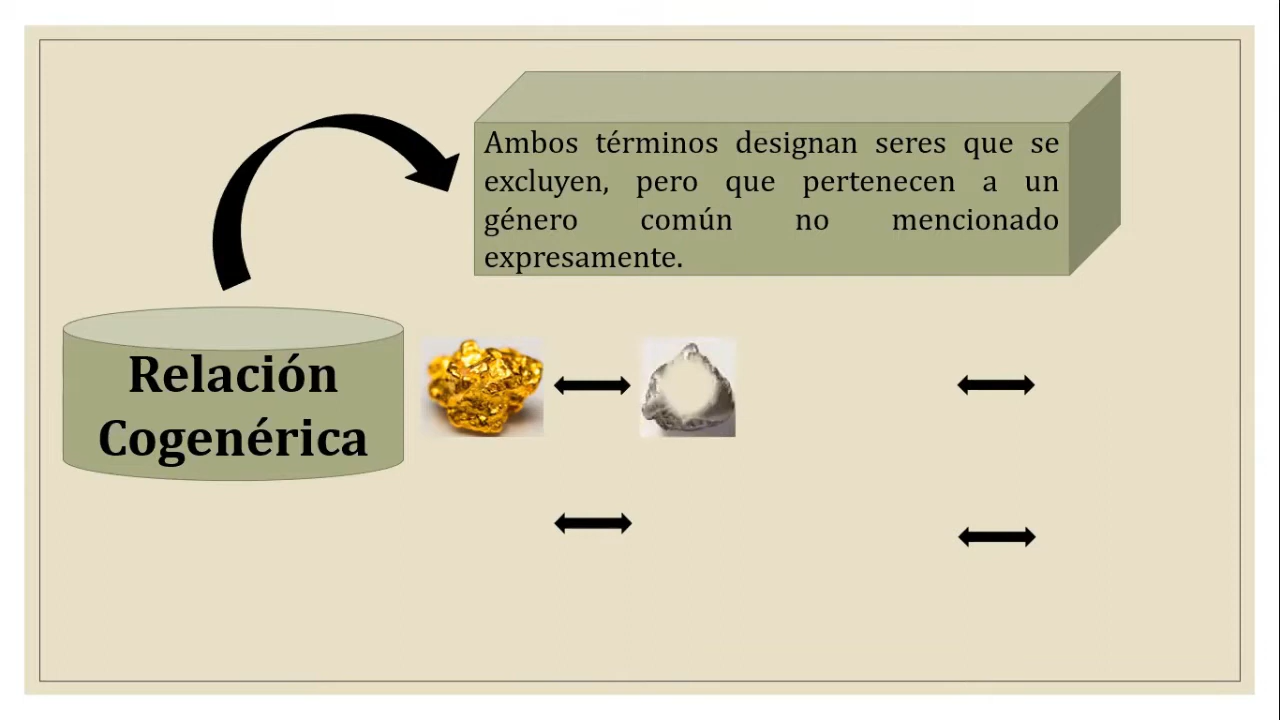 Ambos términos designan seres que se
excluyen, pero que pertenecen a un
género común no mencionado
expresamente.
Relación
Cogenérica